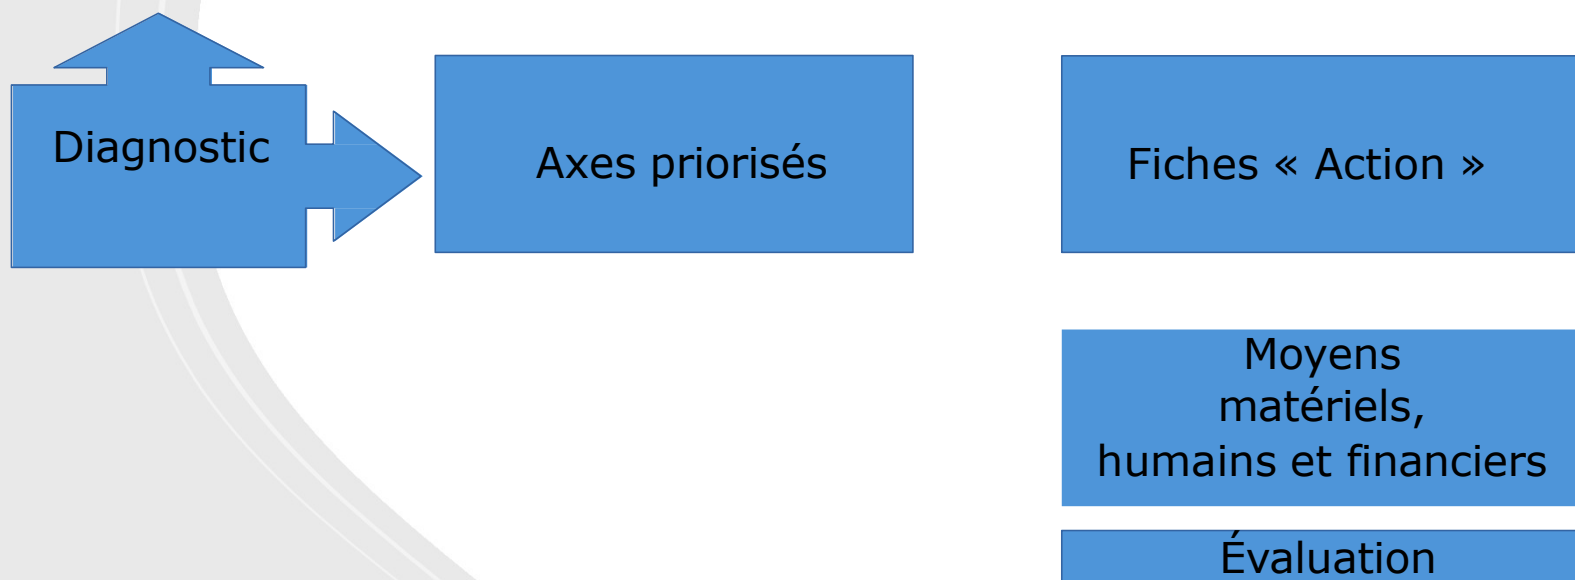 Diagnostic
Axes priorisés
Fiches « Action »
Moyens
matériels,
humains et financiers
Évaluation